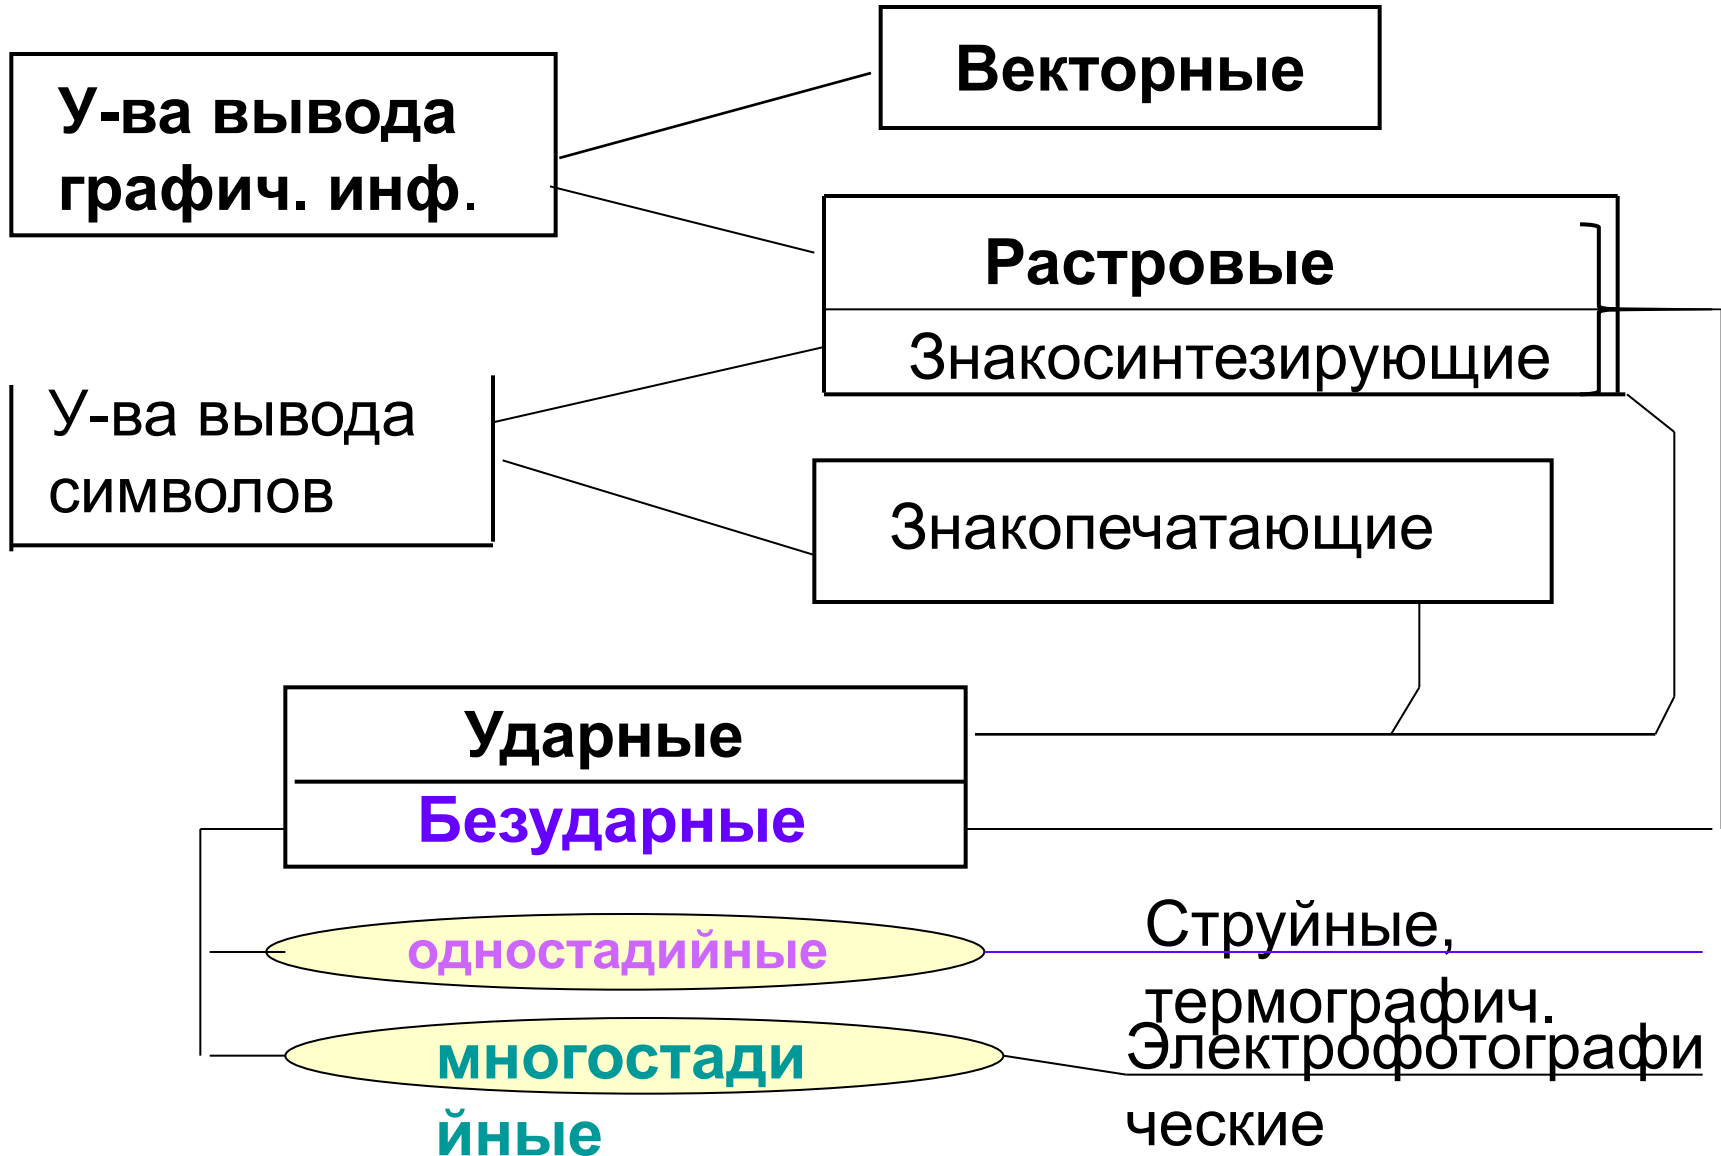 Векторные
У-ва вывода
графич. инф.
Растровые
Знакосинтезирующие
У-ва вывода
символов
Знакопечатающие
Ударные
Безударные
одностадийные
Струйные,
термографич.
многостади
йные
Электрофотографи
ческие